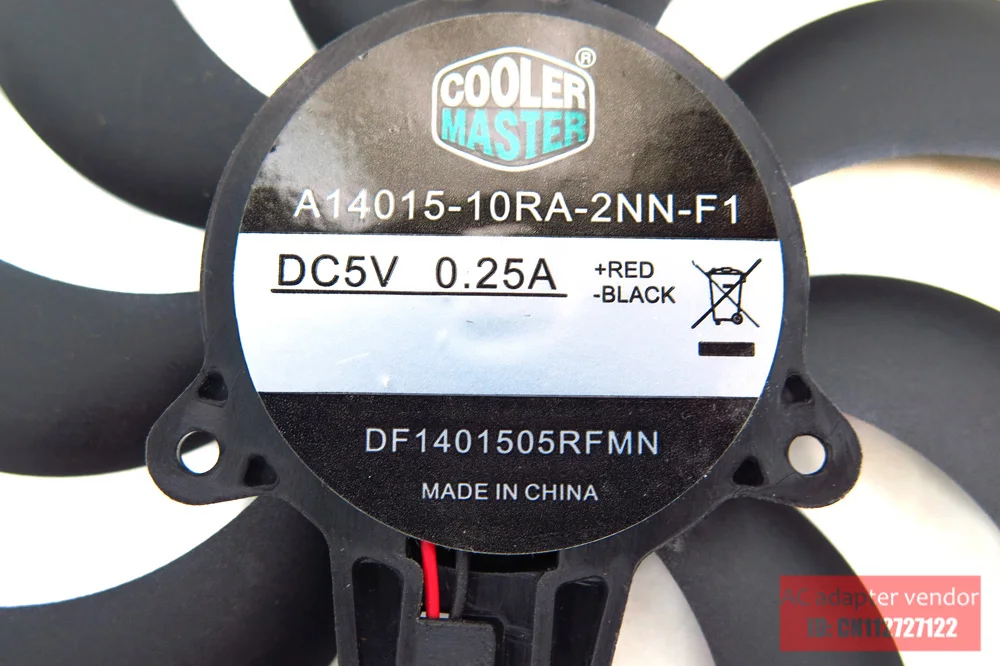 COOLER ®
MASTER
A14015-10RA-2NN-F1
DC5V 0.25A
+RED
-BLACK
DF1401505RFMN
MADE IN CHINA
AC adapter vendor
ID: CN112727122